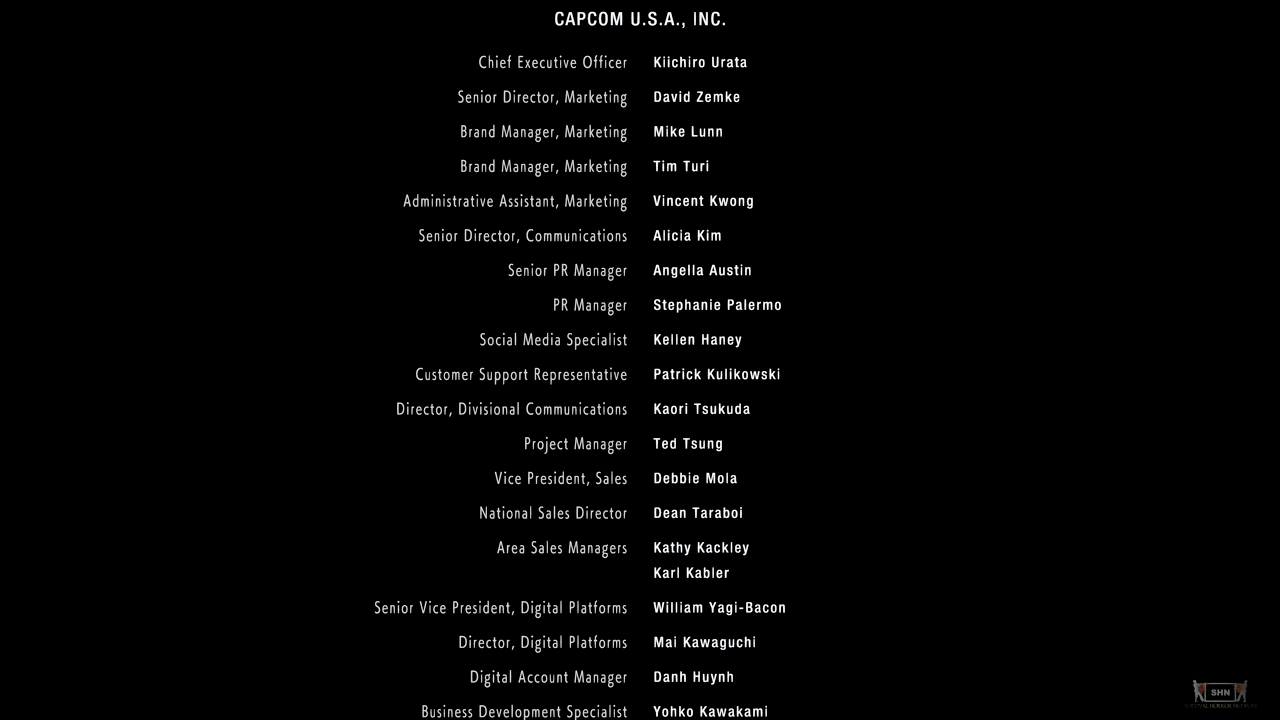 CAPCOM U.S.A., INC.
Chief Executive Officer Kiichiro Urata
Senior Director, Marketing David Zemke
Brand Manager, Marketing Mike Lunn
Brand Manager, Marketing Tim Turi
Administrative Assistant, Marketing Vincent Kwong
Senior Director, Communications Alicia Kim
Senior PR Manager Angella Austin
PR Manager Stephanie Palermo
Social Media Specialist Kellen Haney
Customer Support Representative Patrick Kulikowski
Director, Divisional Communications Kaori Tsukuda
Project Manager Ted Tsung
Vice President, Sales Debbie Mola
National Sales Director Dean Taraboi
Area Sales Managers Kathy Kackley
Karl Kabler
Senior Vice President, Digital Platforms William Yagi-Bacon
Director, Digital Platforms Mai Kawaguchi
Digital Account Manager Danh Huynh
Business Development Specialist Yohko Kawakami
SHN